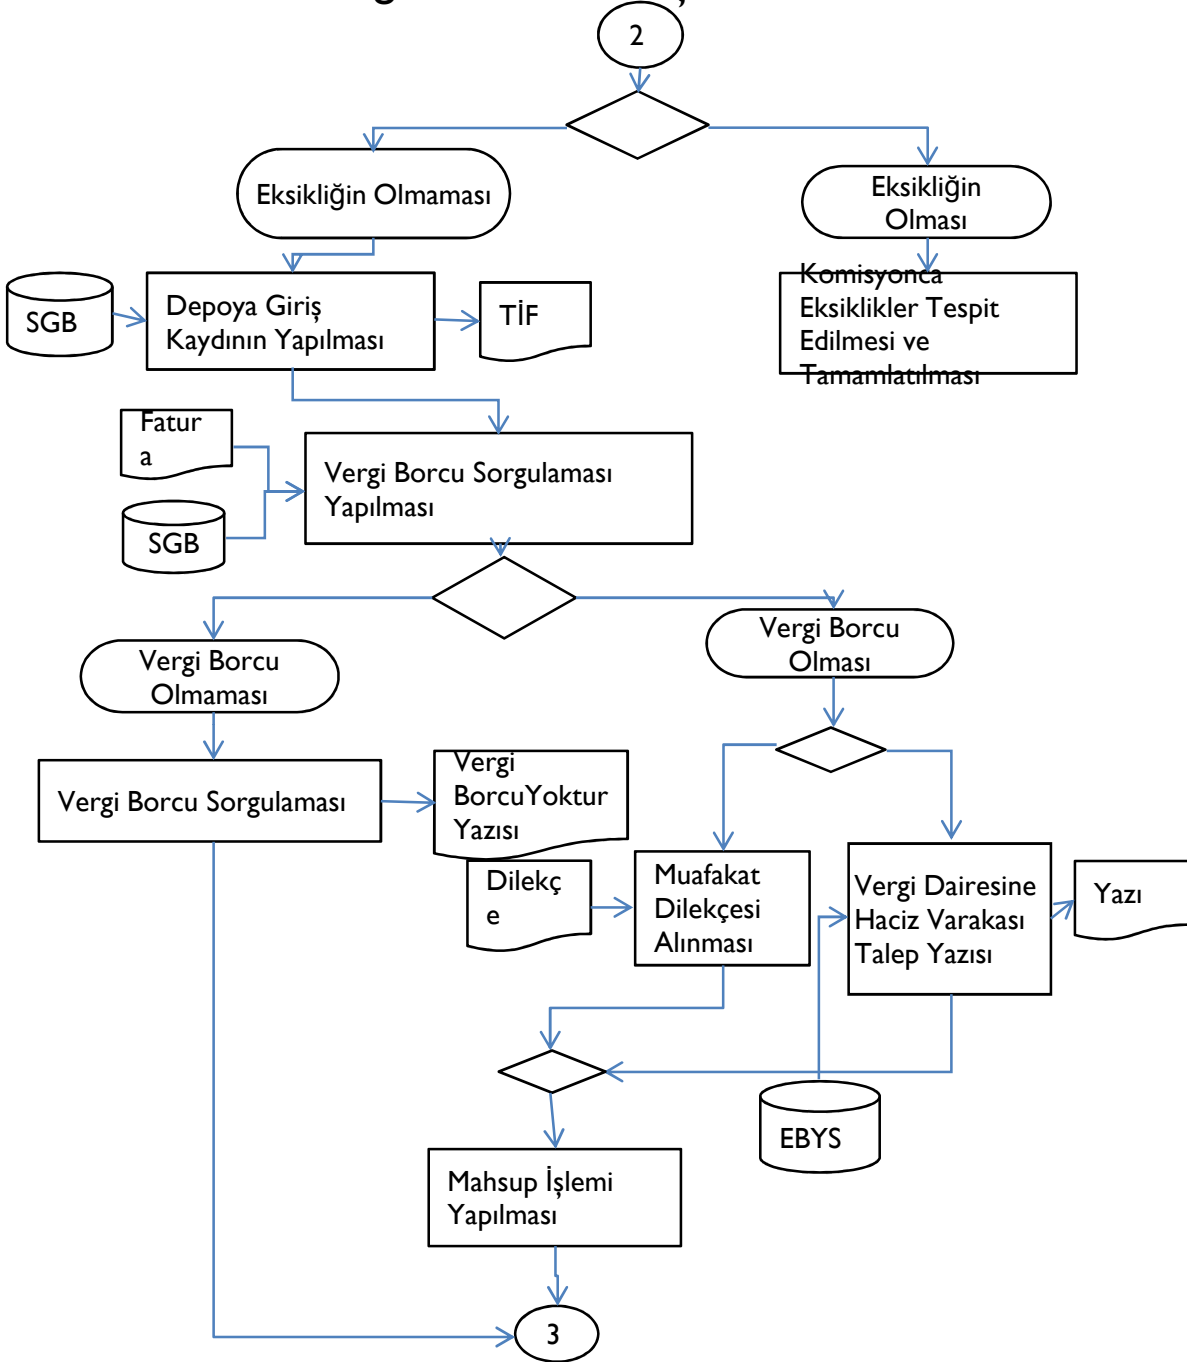 2
Eksikliğin Olmaması
Eksikliğin
Olması
SGB
Depoya Giriş
Kaydının Yapılması
TİF
Komisyonca
Eksiklikler Tespit
Edilmesi ve
Tamamlatılması
Fatur
a
SGB
Vergi Borcu Sorgulaması
Yapılması
Vergi Borcu
Olmaması
Vergi Borcu
Olması
Vergi Borcu Sorgulaması
Vergi
BorcuYoktur
Yazısı
Dilekç
e
Muafakat
Dilekçesi
Alınması
Vergi Dairesine
Haciz Varakası
Talep Yazısı
Yazı
EBYS
Mahsup İşlemi
Yapılması
3